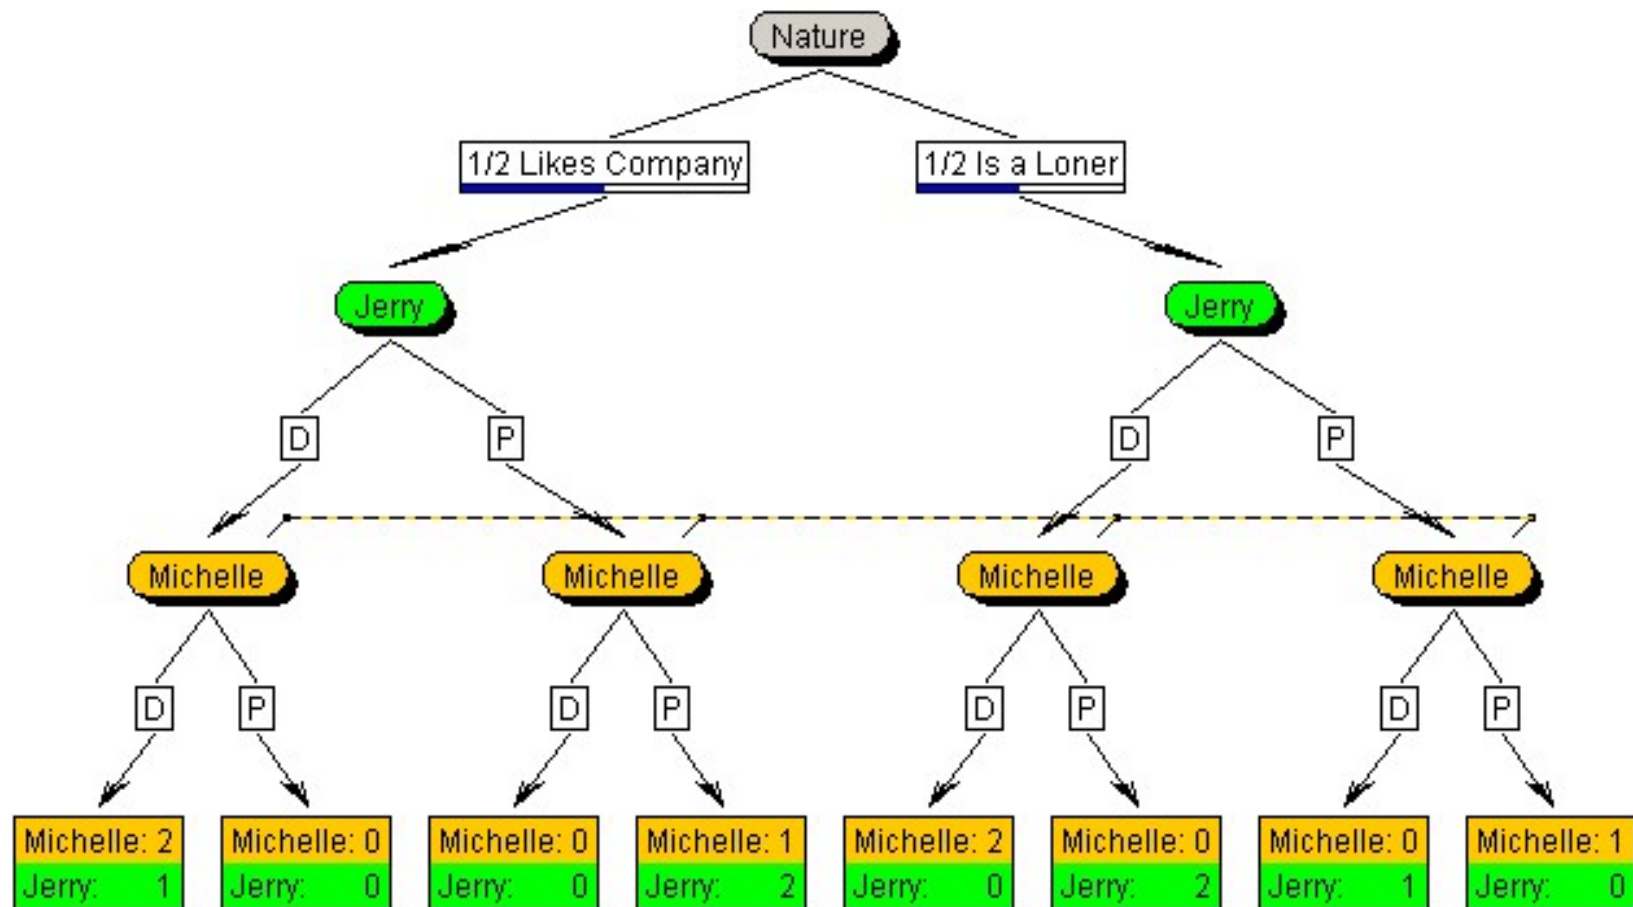 Nature
1/2 Likes Company
1/2 Is a Loner
Jerry
Jerry
D
P
D
P
Michelle
Michelle
Michelle
Michelle
D
P
D
P
D
P
D
P
Michelle: 2
Jerry: 1
Michelle: 0
Jerry: 0
Michelle: 0
Jerry: 0
Michelle: 1
Jerry: 2
Michelle: 2
Jerry: 0
Michelle: 0
Jerry: 2
Michelle: 0
Jerry: 1
Michelle: 1
Jerry: 0